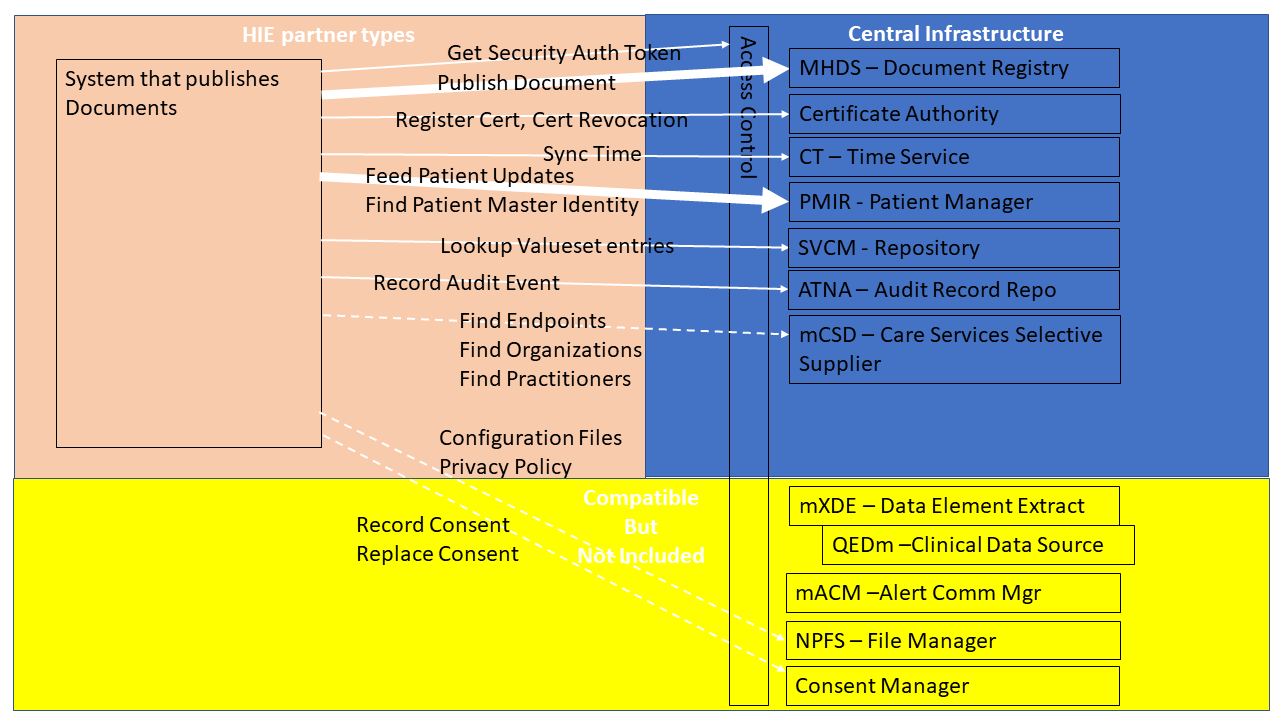 HIE partner types
Central Infrastructure
System that publishes
Documents
Get Security Auth Token
Publish Document
Register Cert, Cert Revocation
Sync Time
Feed Patient Updates
Find Patient Master Identity
Lookup Valueset entries
Record Audit Event
Find Endpoints
Find Organizations
Find Practitioners
Configuration Files
Privacy Policy
Record Consent
Replace Consent
Access Control
MHDS – Document Registry
Certificate Authority
CT – Time Service
PMIR - Patient Manager
SVCM - Repository
ATNA – Audit Record Repo
mCSD – Care Services Selective
Supplier
Compatible
But
Not Included
mXDE – Data Element Extract
QEDm –Clinical Data Source
mACM –Alert Comm Mgr
NPFS – File Manager
Consent Manager